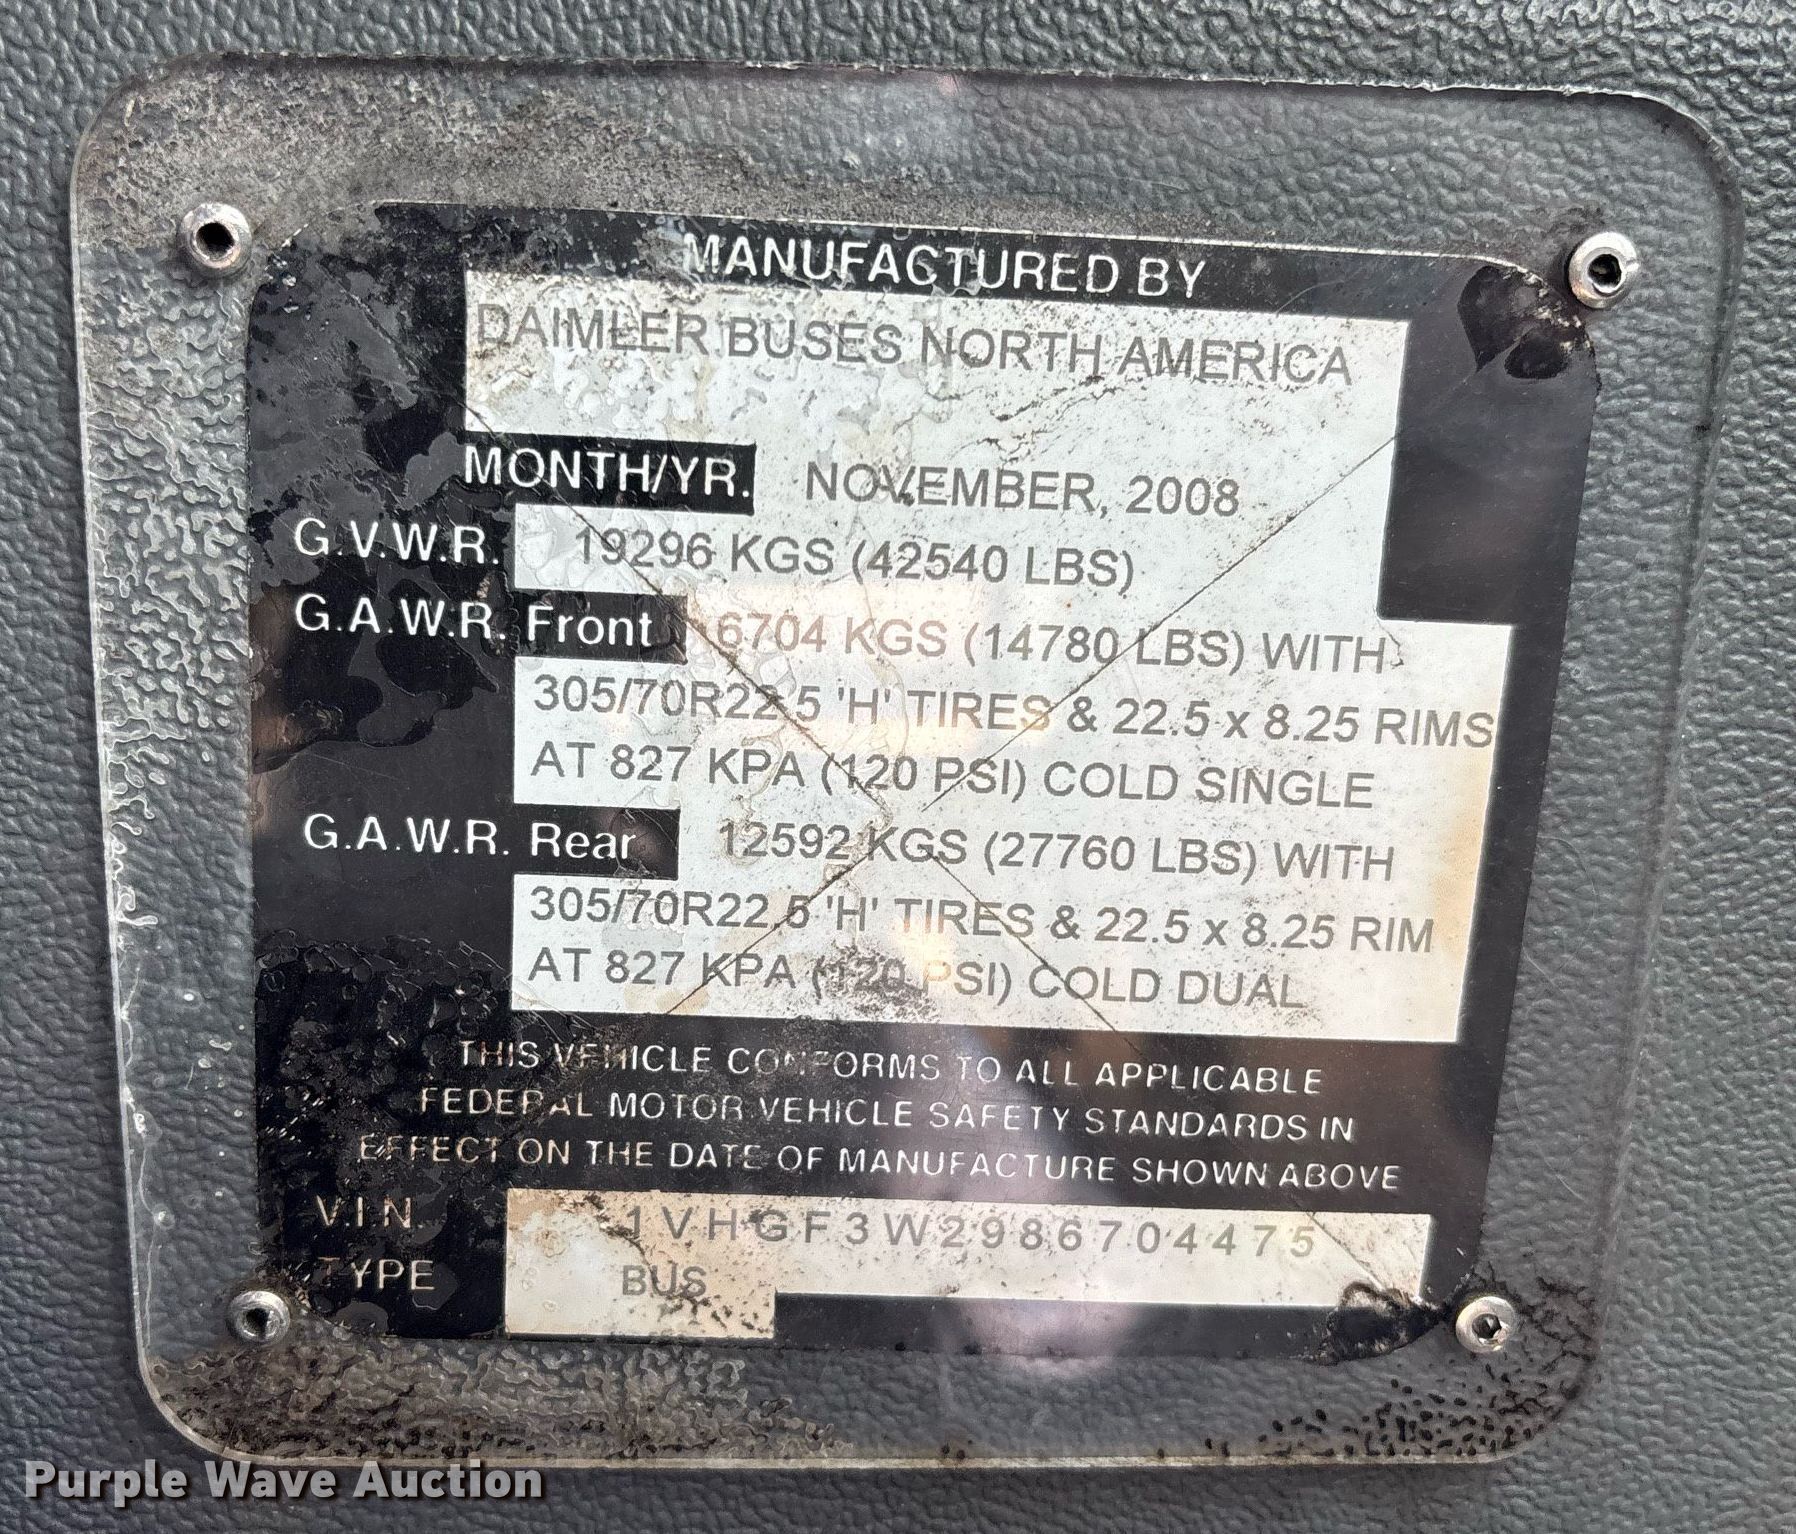 MANUFACTURED BY
DAIMLER BUSES NORTH AMERICA
MONTH/YR. NOVEMBER, 2008
G.V.W.R. 19296 KGS (42540 LBS)
G.A.W.R. Front 6704 KGS (14780 LBS) WITH
305/70R22.5 'H' TIRES & 22.5 x 8.25 RIMS
AT 827 KPA (120 PSI) COLD SINGLE
G.A.W.R. Rear 12592 KGS (27760 LBS) WITH
305/70R22.5 'H' TIRES & 22.5 x 8.25 RIM
AT 827 KPA (120 PSI) COLD DUAL
THIS VEHICLE CONFORMS TO ALL APPLICABLE
FEDERAL MOTOR VEHICLE SAFETY STANDARDS IN
EFFECT ON THE DATE OF MANUFACTURE SHOWN ABOVE
V.I.N. 1VHGF3W2986704475
TYPE BUS
Purple Wave Auction